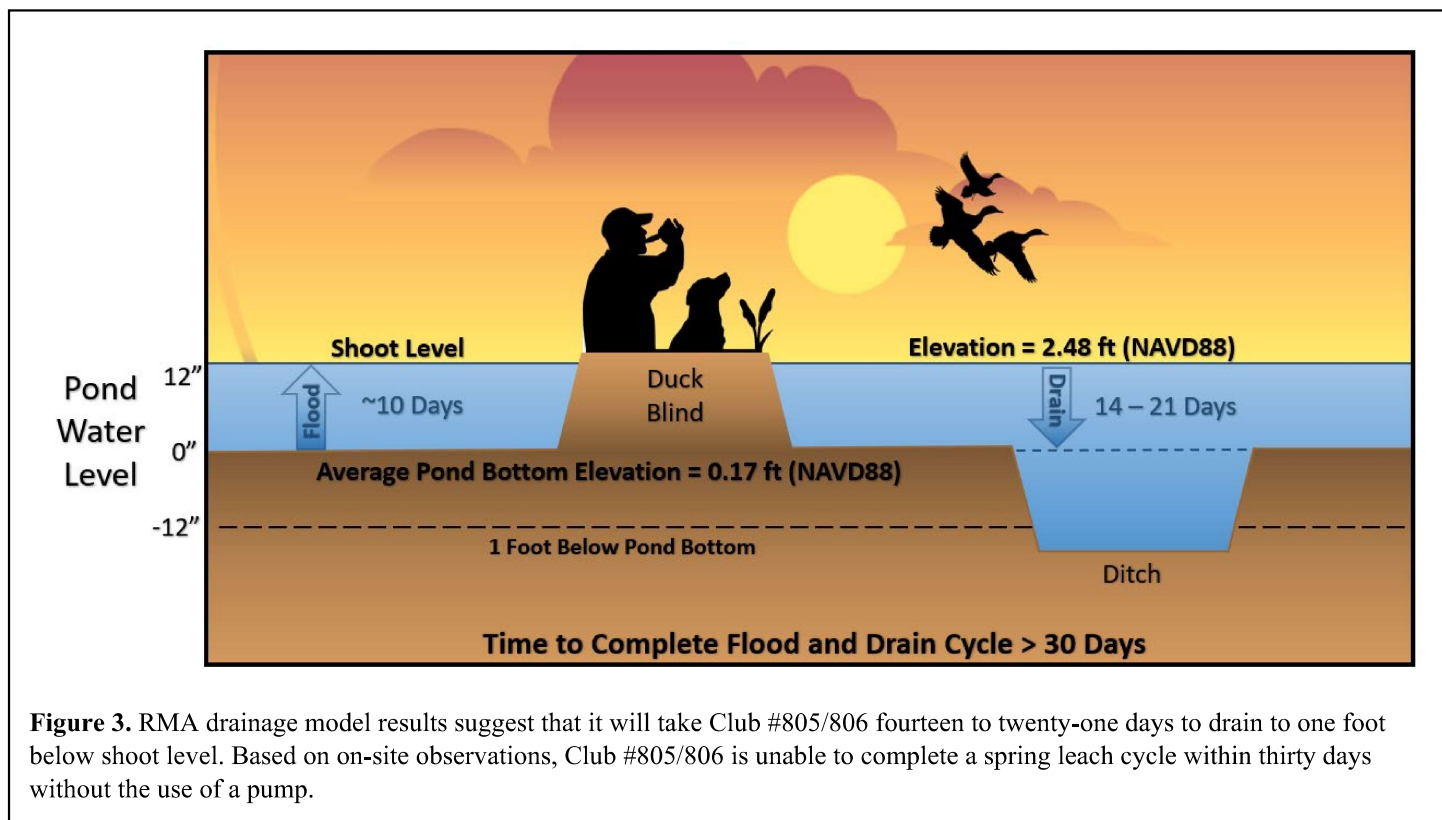 Shoot Level
Elevation = 2.48 ft (NAVD88)
Pond
Water
Level
12”
0”
-12”
Flood
~10 Days
Duck
Blind
Drain
14 – 21 Days
Average Pond Bottom Elevation = 0.17 ft (NAVD88)
1 Foot Below Pond Bottom
Ditch
Time to Complete Flood and Drain Cycle > 30 Days
Figure 3. RMA drainage model results suggest that it will take Club #805/806 fourteen to twenty-one days to drain to one foot
below shoot level. Based on on-site observations, Club #805/806 is unable to complete a spring leach cycle within thirty days
without the use of a pump.